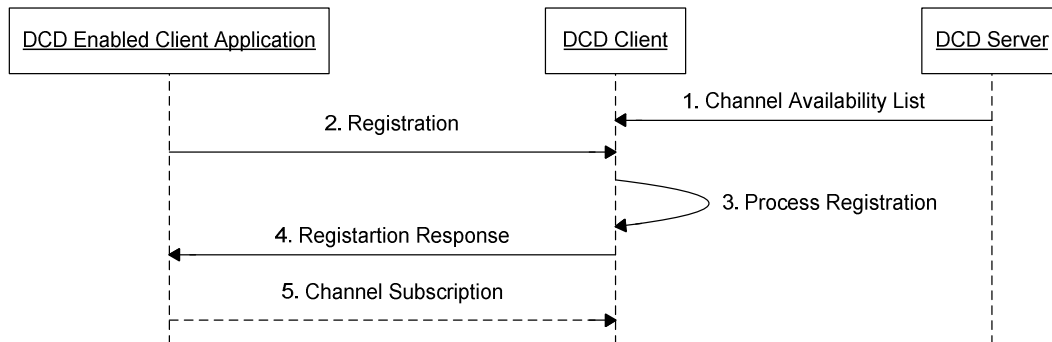 DCD Enabled Client Application
DCD Client
DCD Server
1. Channel Availability List
2. Registration
3. Process Registration
4. Registartion Response
5. Channel Subscription